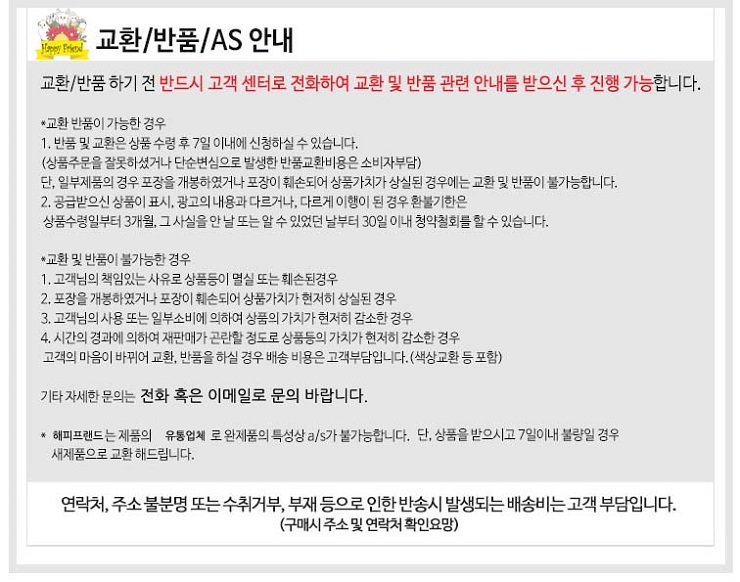 Happy Friend
교환/반품/AS 안내
교환/반품 하기 전 반드시 고객 센터로 전화하여 교환 및 반품 관련 안내를 받으신 후 진행 가능합니다.
*교환 반품이 가능한 경우
1. 반품 및 교환은 상품 수령 후 7일 이내에 신청하실 수 있습니다.
(상품주문을 잘못하셨거나 단순변심으로 발생한 반품교환비용은 소비자부담)
단, 일부제품의 경우 포장을 개봉하였거나 포장이 훼손되어 상품가치가 상실된 경우에는 교환 및 반품이 불가능합니다.
2. 공급받으신 상품이 표시, 광고의 내용과 다르거나, 다르게 이행이 된 경우 환불기한은
상품수령일부터 3개월, 그 사실을 안 날 또는 알 수 있었던 날부터 30일 이내 청약철회를 할 수 있습니다.
*교환 및 반품이 불가능한 경우
1. 고객님의 책임있는 사유로 상품등이 멸실 또는 훼손된경우
2. 포장을 개봉하였거나 포장이 훼손되어 상품가치가 현저히 상실된 경우
3. 고객님의 사용 또는 일부소비에 의하여 상품의 가치가 현저히 감소한 경우
4. 시간의 경과에 의하여 재판매가 곤란할 정도로 상품등의 가치가 현저히 감소한 경우
고객의 마음이 바뀌어 교환, 반품을 하실 경우 배송 비용은 고객부담입니다. (색상교환 등 포함)
기타 자세한 문의는 전화 혹은 이메일로 문의 바랍니다.
* 해피프랜드는 제품의 유통업체 로 완제품의 특성상 a/s가 불가능합니다. 단, 상품을 받으시고 7일이내 불량일 경우
새제품으로 교환 해드립니다.
연락처, 주소 불분명 또는 수취거부, 부재 등으로 인한 반송시 발생되는 배송비는 고객 부담입니다.
(구매시 주소 및 연락처 확인요망)